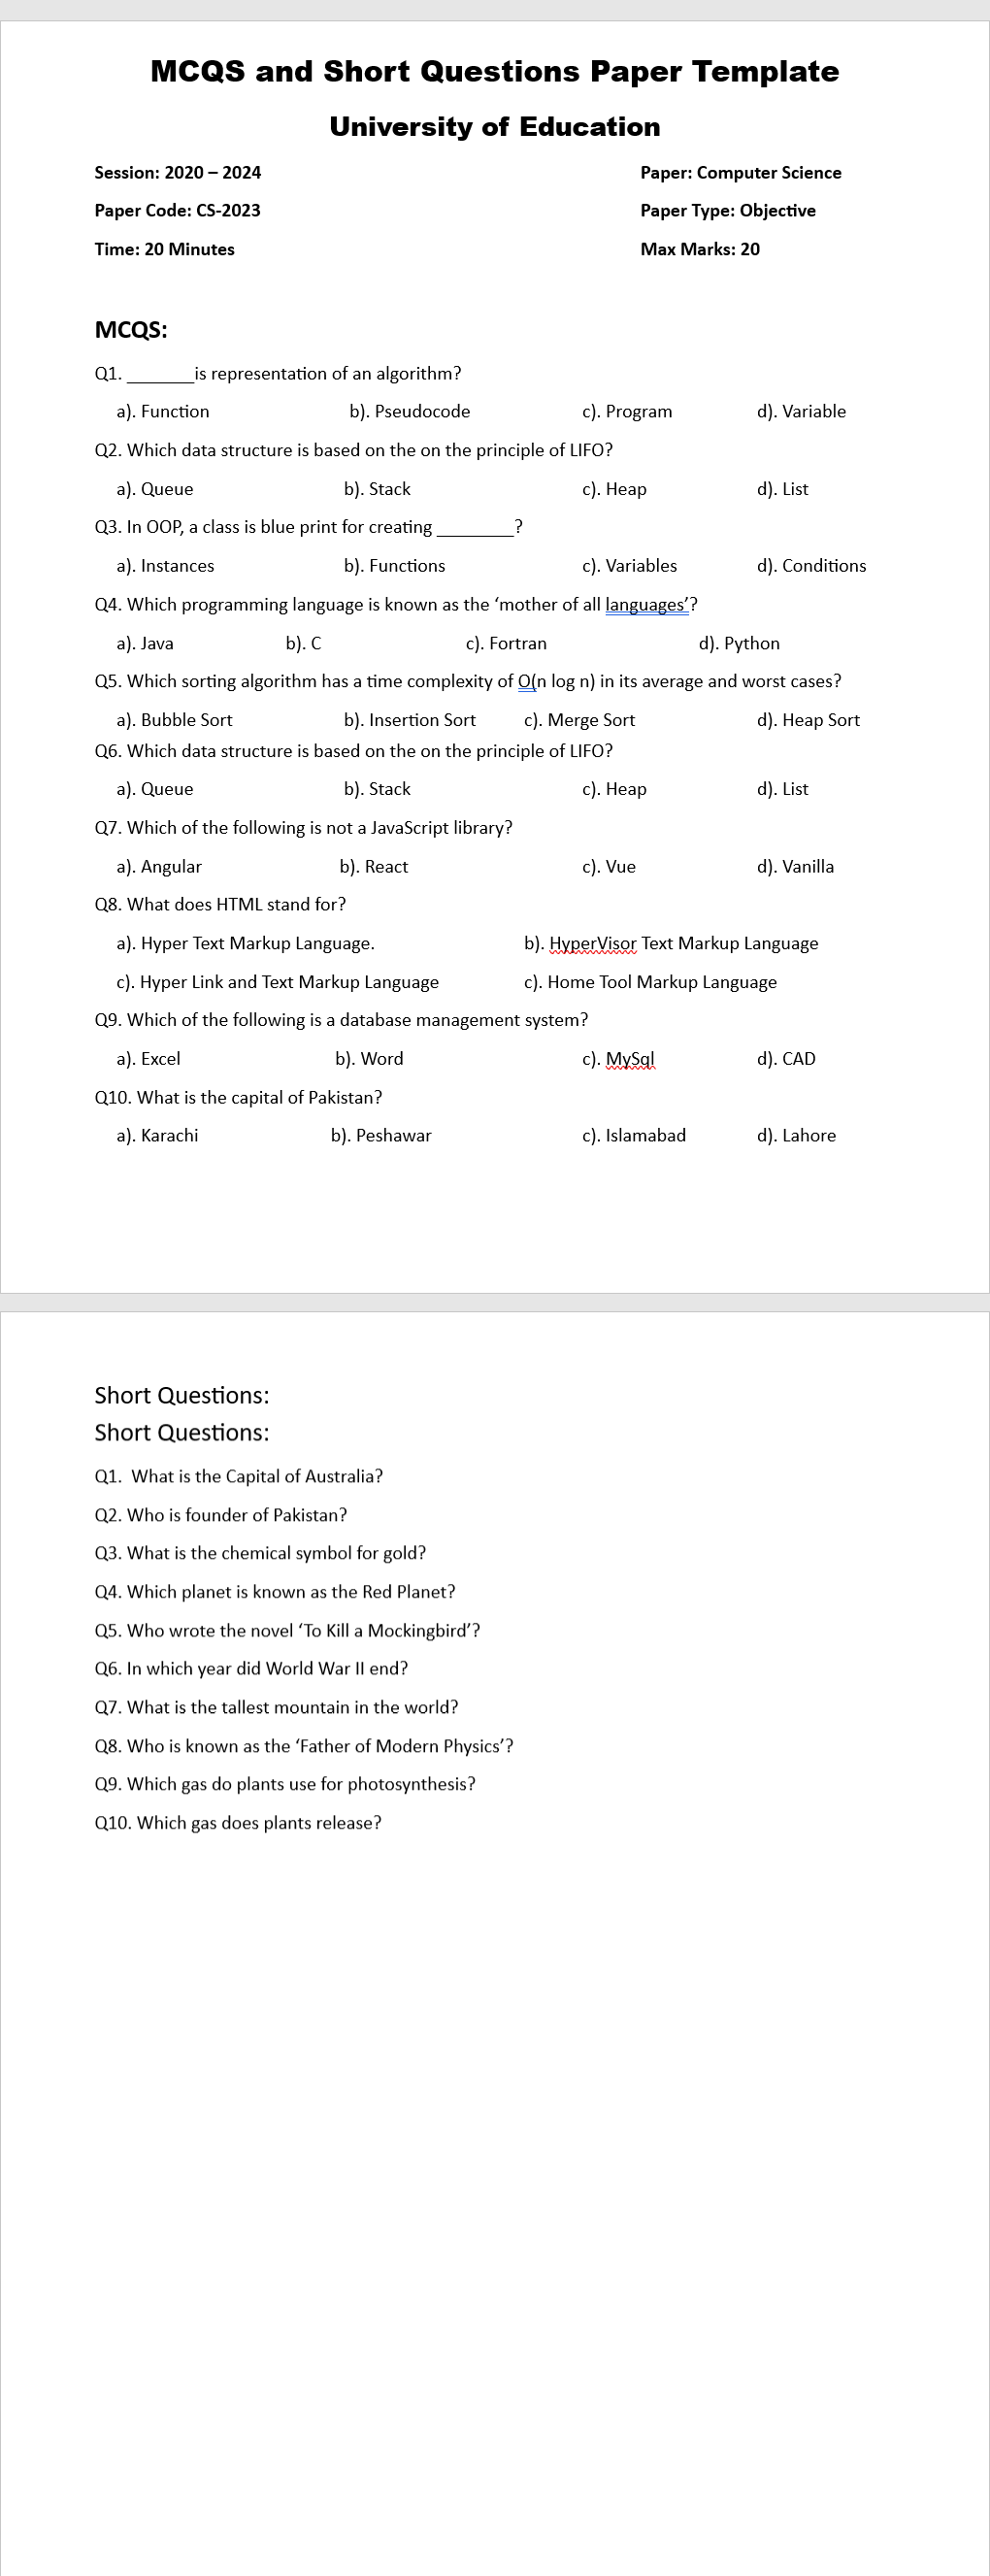 MCQS and Short Questions Paper Template
University of Education
Session: 2020 – 2024 Paper: Computer Science
Paper Code: CS-2023 Paper Type: Objective
Time: 20 Minutes Max Marks: 20
MCQS:
Q1. _______is representation of an algorithm?
a). Function b). Pseudocode c). Program d). Variable
Q2. Which data structure is based on the on the principle of LIFO?
a). Queue b). Stack c). Heap d). List
Q3. In OOP, a class is blue print for creating ________?
a). Instances b). Functions c). Variables d). Conditions
Q4. Which programming language is known as the ‘mother of all languages’?
a). Java b). C c). Fortran d). Python
Q5. Which sorting algorithm has a time complexity of O(n log n) in its average and worst cases?
a). Bubble Sort b). Insertion Sort c). Merge Sort d). Heap Sort
Q6. Which data structure is based on the on the principle of LIFO?
a). Queue b). Stack c). Heap d). List
Q7. Which of the following is not a JavaScript library?
a). Angular b). React c). Vue d). Vanilla
Q8. What does HTML stand for?
a). Hyper Text Markup Language. b). HyperVisor Text Markup Language
c). Hyper Link and Text Markup Language c). Home Tool Markup Language
Q9. Which of the following is a database management system?
a). Excel b). Word c). MySql d). CAD
Q10. What is the capital of Pakistan?
a). Karachi b). Peshawar c). Islamabad d). Lahore
Short Questions:
Short Questions:
Q1.  What is the Capital of Australia?
Q2. Who is founder of Pakistan?
Q3. What is the chemical symbol for gold?
Q4. Which planet is known as the Red Planet?
Q5. Who wrote the novel ‘To Kill a Mockingbird’?
Q6. In which year did World War II end?
Q7. What is the tallest mountain in the world?
Q8. Who is known as the ‘Father of Modern Physics’?
Q9. Which gas do plants use for photosynthesis?
Q10. Which gas does plants release?